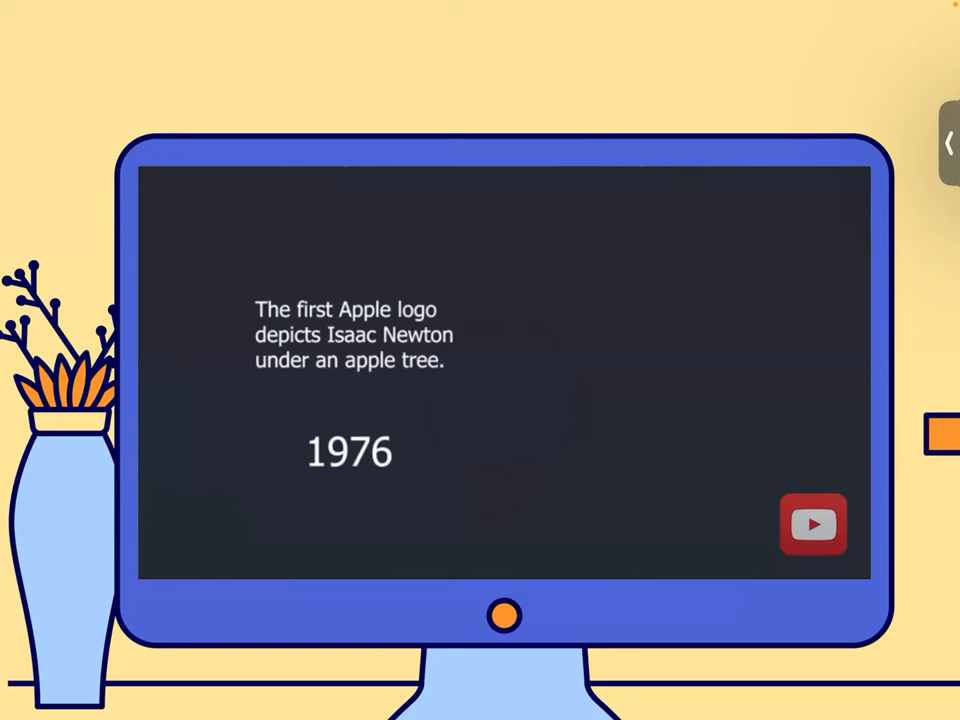 The first Apple logo
depicts Isaac Newton
under an apple tree.
1976